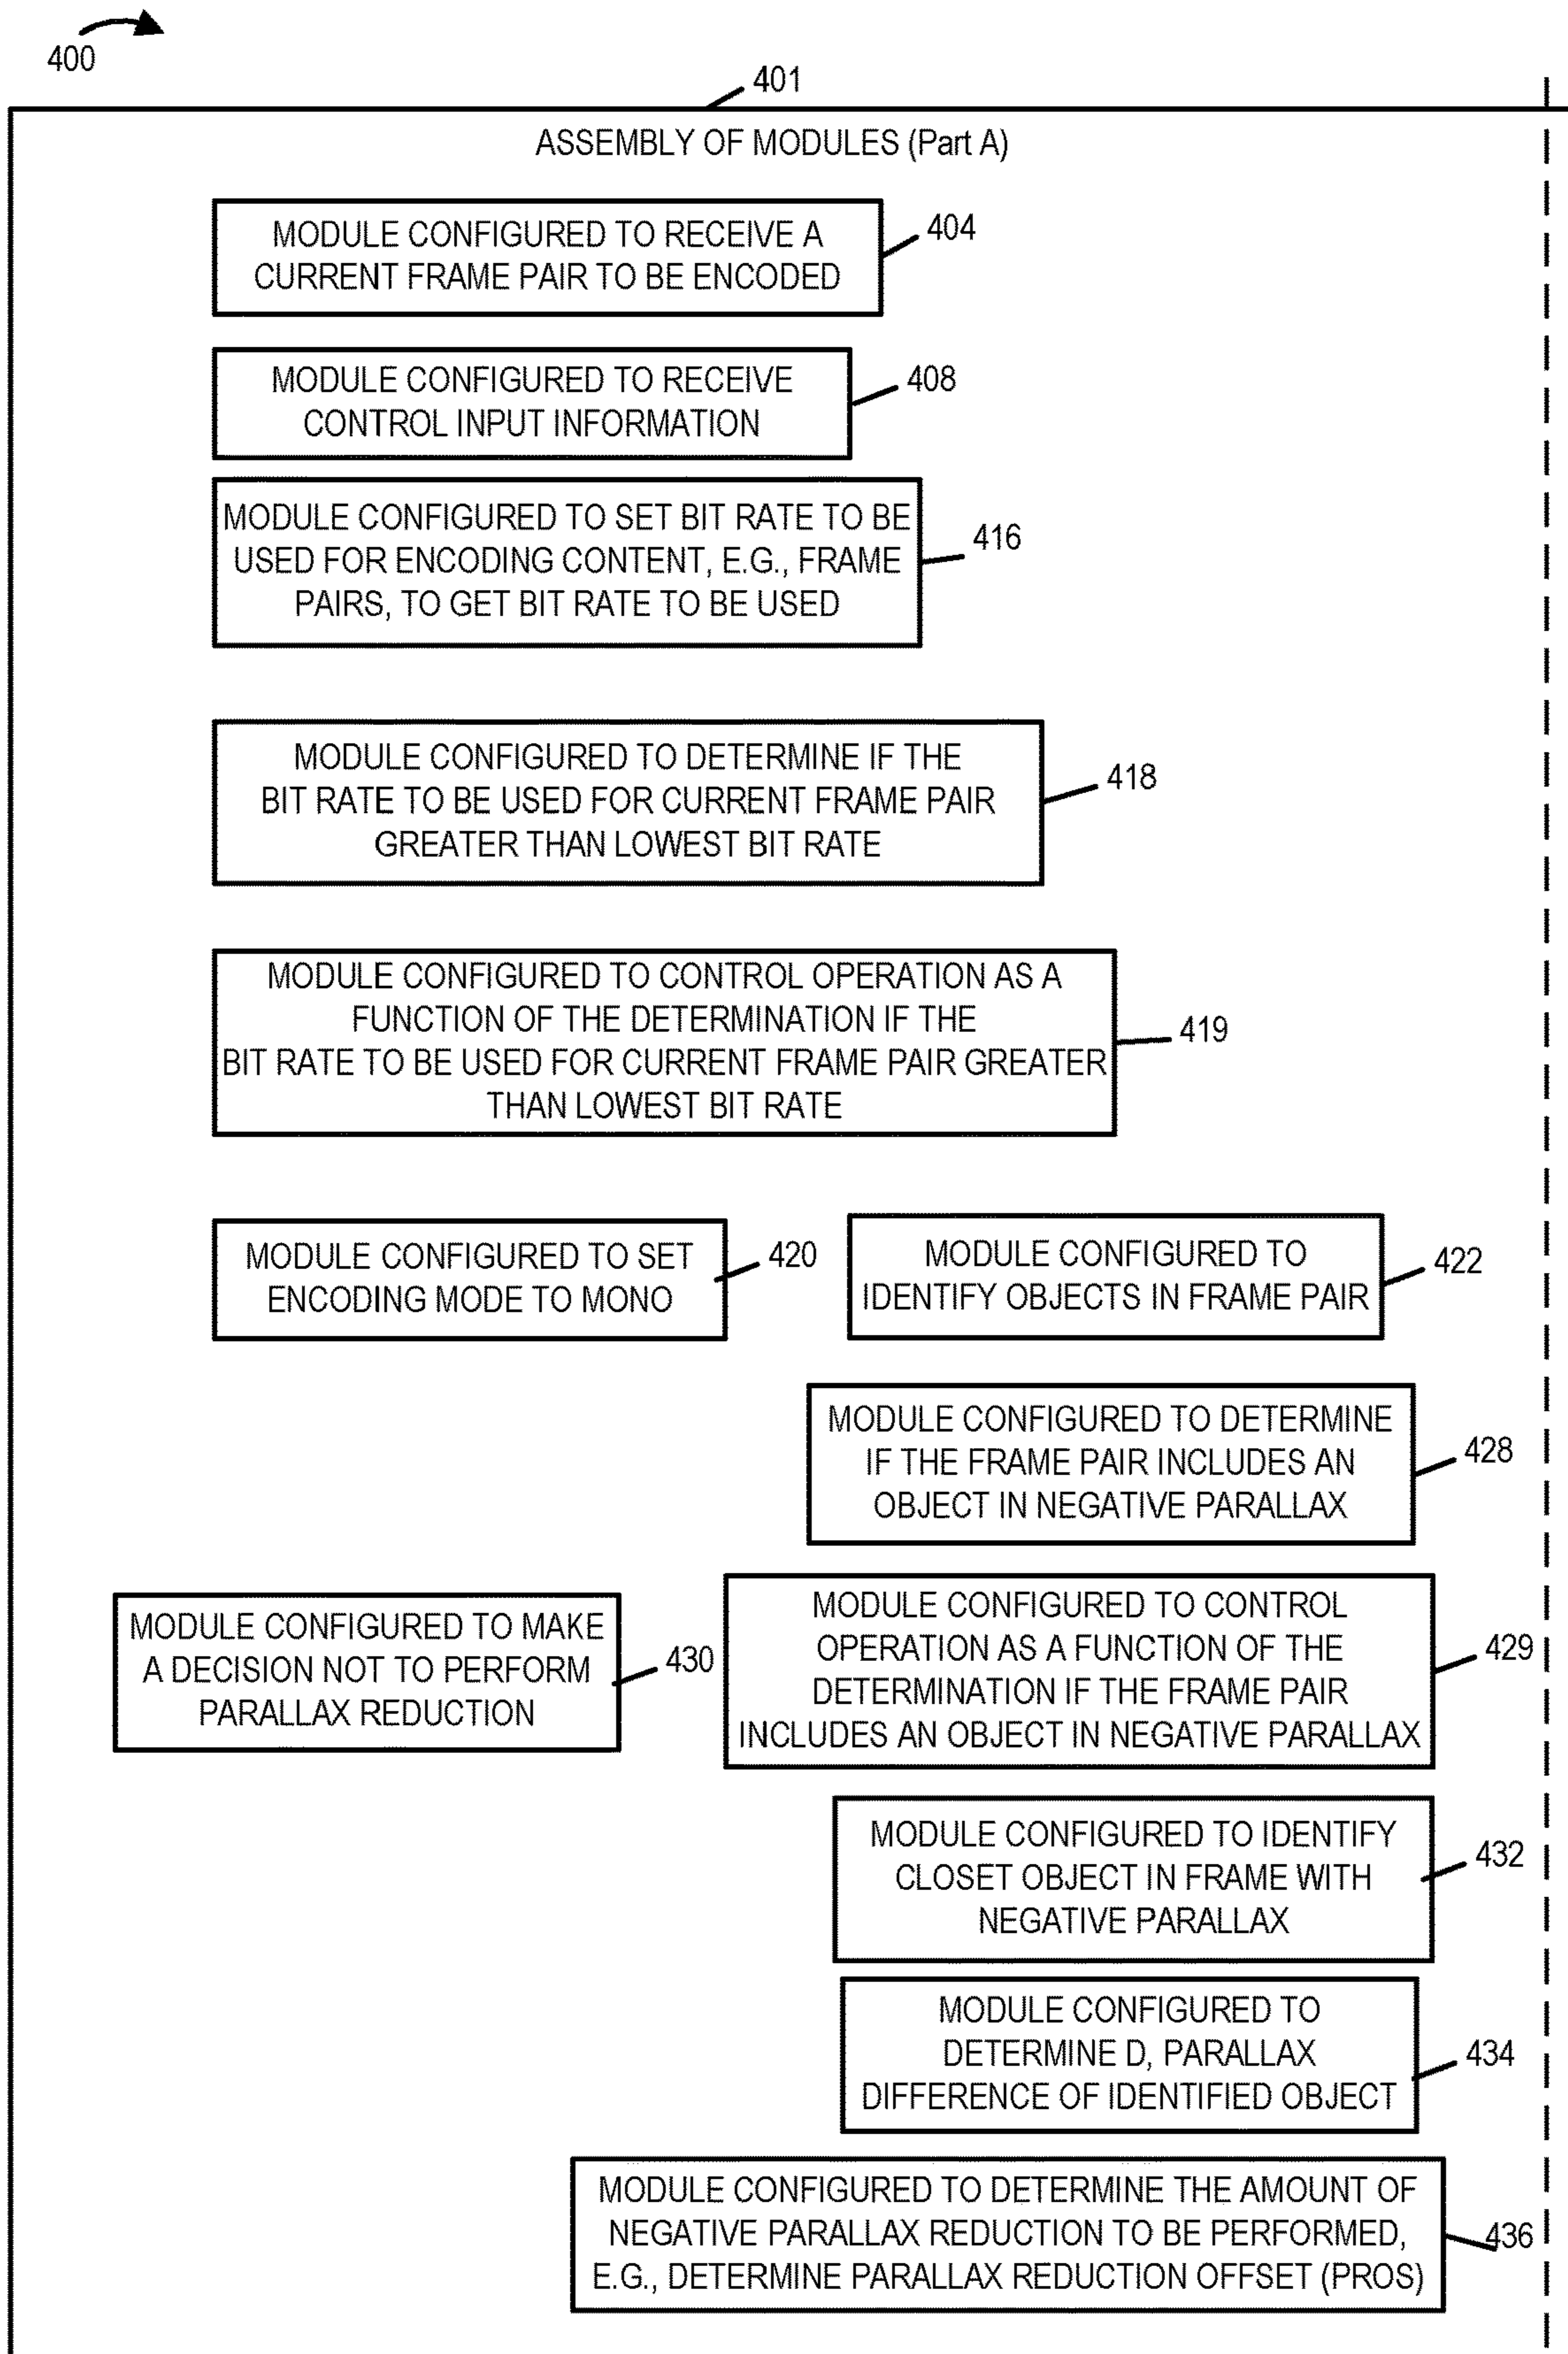 400
401
ASSEMBLY OF MODULES (Part A)
MODULE CONFIGURED TO RECEIVE A
CURRENT FRAME PAIR TO BE ENCODED
404
MODULE CONFIGURED TO RECEIVE
CONTROL INPUT INFORMATION
408
MODULE CONFIGURED TO SET BIT RATE TO BE
USED FOR ENCODING CONTENT, E.G., FRAME
PAIRS, TO GET BIT RATE TO BE USED
416
MODULE CONFIGURED TO DETERMINE IF THE
BIT RATE TO BE USED FOR CURRENT FRAME PAIR
GREATER THAN LOWEST BIT RATE
418
MODULE CONFIGURED TO CONTROL OPERATION AS A
FUNCTION OF THE DETERMINATION IF THE
BIT RATE TO BE USED FOR CURRENT FRAME PAIR GREATER
THAN LOWEST BIT RATE
419
MODULE CONFIGURED TO SET
ENCODING MODE TO MONO
420
MODULE CONFIGURED TO
IDENTIFY OBJECTS IN FRAME PAIR
422
MODULE CONFIGURED TO DETERMINE
IF THE FRAME PAIR INCLUDES AN
OBJECT IN NEGATIVE PARALLAX
428
MODULE CONFIGURED TO MAKE
A DECISION NOT TO PERFORM
PARALLAX REDUCTION
430
MODULE CONFIGURED TO CONTROL
OPERATION AS A FUNCTION OF THE
DETERMINATION IF THE FRAME PAIR
INCLUDES AN OBJECT IN NEGATIVE PARALLAX
429
MODULE CONFIGURED TO IDENTIFY
CLOSET OBJECT IN FRAME WITH
NEGATIVE PARALLAX
432
MODULE CONFIGURED TO
DETERMINE D, PARALLAX
DIFFERENCE OF IDENTIFIED OBJECT
434
MODULE CONFIGURED TO DETERMINE THE AMOUNT OF
NEGATIVE PARALLAX REDUCTION TO BE PERFORMED,
E.G., DETERMINE PARALLAX REDUCTION OFFSET (PROS)
436